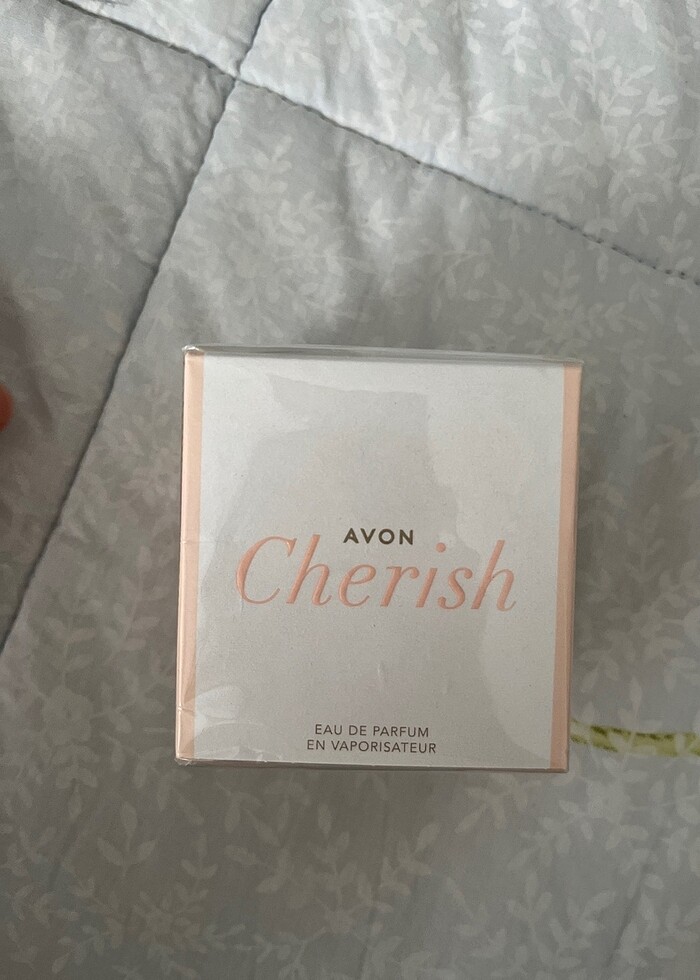 AVON
Cherish
EAU DE PARFUM
EN VAPORISATEUR